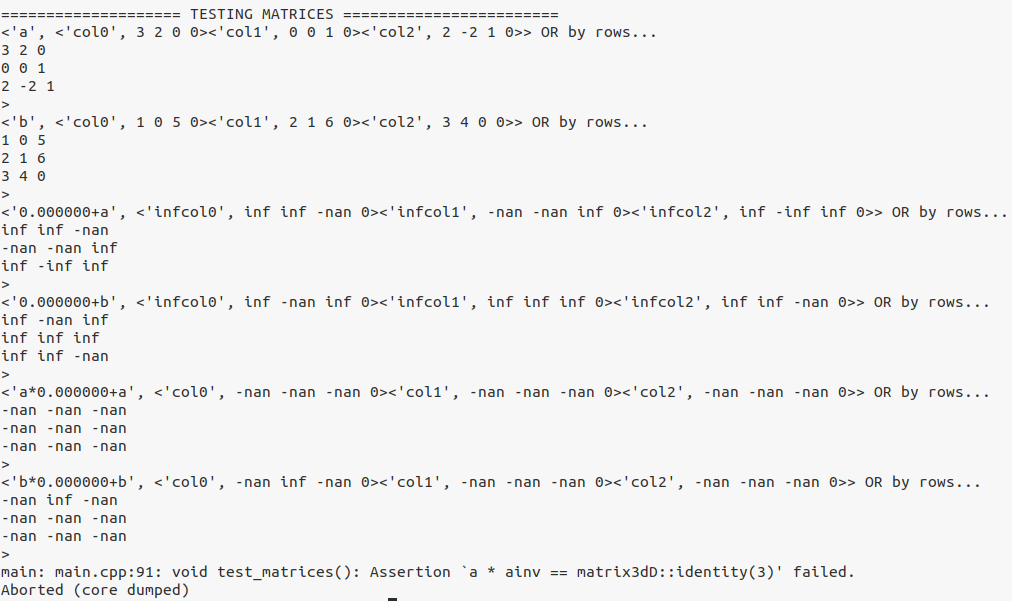 ==================== TESTING MATRICES ========================
<'a', <'col0', 3 2 0 0><'col1', 0 0 1 0><'col2', 2 -2 1 0>> OR by rows...
3 2 0
0 0 1
2 -2 1
>
<'b', <'col0', 1 0 5 0><'col1', 2 1 6 0><'col2', 3 4 0 0>> OR by rows...
1 0 5
2 1 6
3 4 0
>
<'0.000000+a', <'infcol0', inf inf -nan 0><'infcol1', -nan -nan inf 0><'infcol2', inf -inf inf 0>> OR by rows...
inf inf -nan
-nan -nan inf
inf -inf inf
>
<'0.000000+b', <'infcol0', inf -nan inf 0><'infcol1', inf inf inf 0><'infcol2', inf inf -nan 0>> OR by rows...
inf -nan inf
inf inf inf
inf inf -nan
>
<'a*0.000000+a', <'col0', -nan -nan -nan 0><'col1', -nan -nan -nan 0><'col2', -nan -nan -nan 0>> OR by rows...
-nan -nan -nan
-nan -nan -nan
-nan -nan -nan
>
<'b*0.000000+b', <'col0', -nan inf -nan 0><'col1', -nan -nan -nan 0><'col2', -nan -nan -nan 0>> OR by rows...
-nan inf -nan
-nan -nan -nan
-nan -nan -nan
>
main: main.cpp:91: void test_matrices(): Assertion `a * ainv == matrix3dD::identity(3)' failed.
Aborted (core dumped)